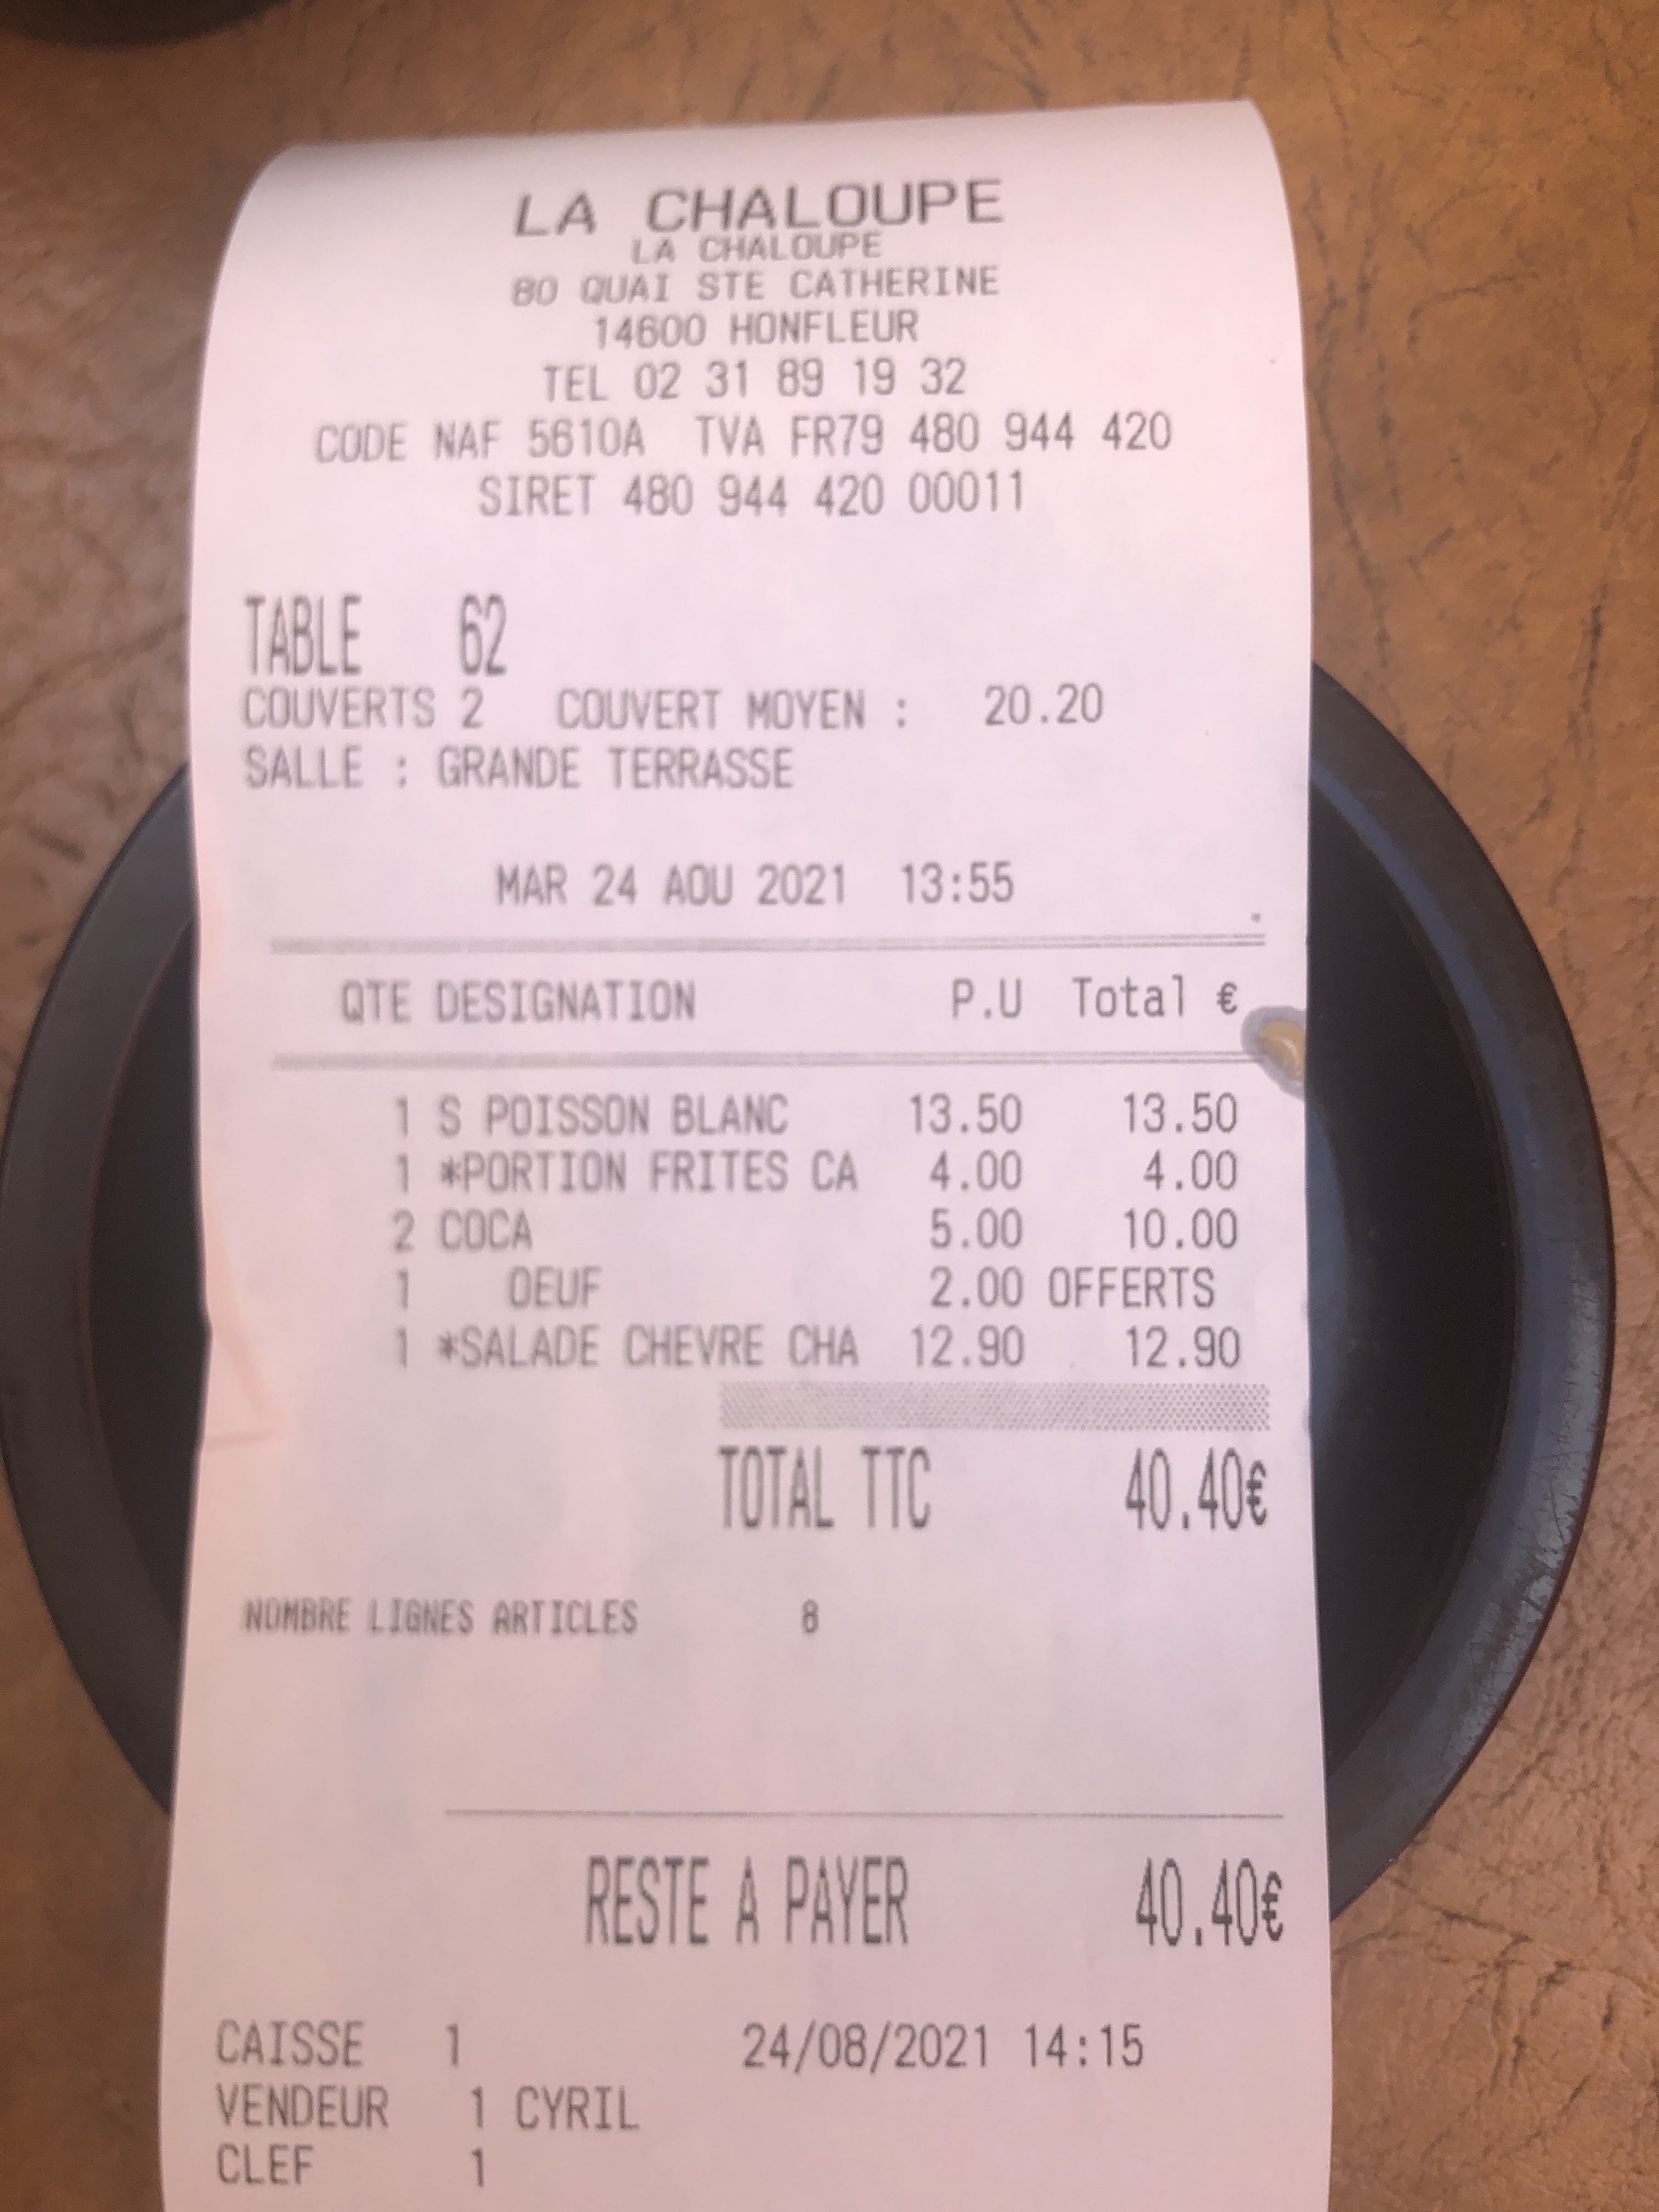 LA CHALOUPE
LA CHALOUPE
80 QUAI STE CATHERINE
14600 HONFLEUR
TEL 02 31 89 19 32
CODE NAF 5610A TVA FR79 480 944 420
SIRET 480 944 420 00011
TABLE 62
COUVERTS 2 COUVERT MOYEN : 20.20
SALLE : GRANDE TERRASSE
MAR 24 AOU 2021 13:55
QTE DESIGNATION P.U Total €
1 S POISSON BLANC 13.50 13.50
1 *PORTION FRITES CA 4.00 4.00
2 COCA 5.00 10.00
1 OEUF 2.00 OFFERTS
1 *SALADE CHEVRE CHA 12.90 12.90
TOTAL TTC 40.40€
NOMBRE LIGNES ARTICLES 8
RESTE A PAYER 40.40€
CAISSE 1 24/08/2021 14:15
VENDEUR 1 CYRIL
CLEF 1